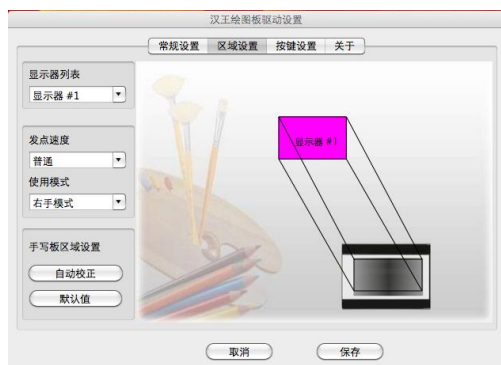 汉王绘图板驱动设置
常规设置 区域设置 按键设置 关于
显示器列表
显示器 #1
发点速度
普通
使用模式
右手模式
手写板区域设置
自动校正
默认值
显示器 #1
取消 保存